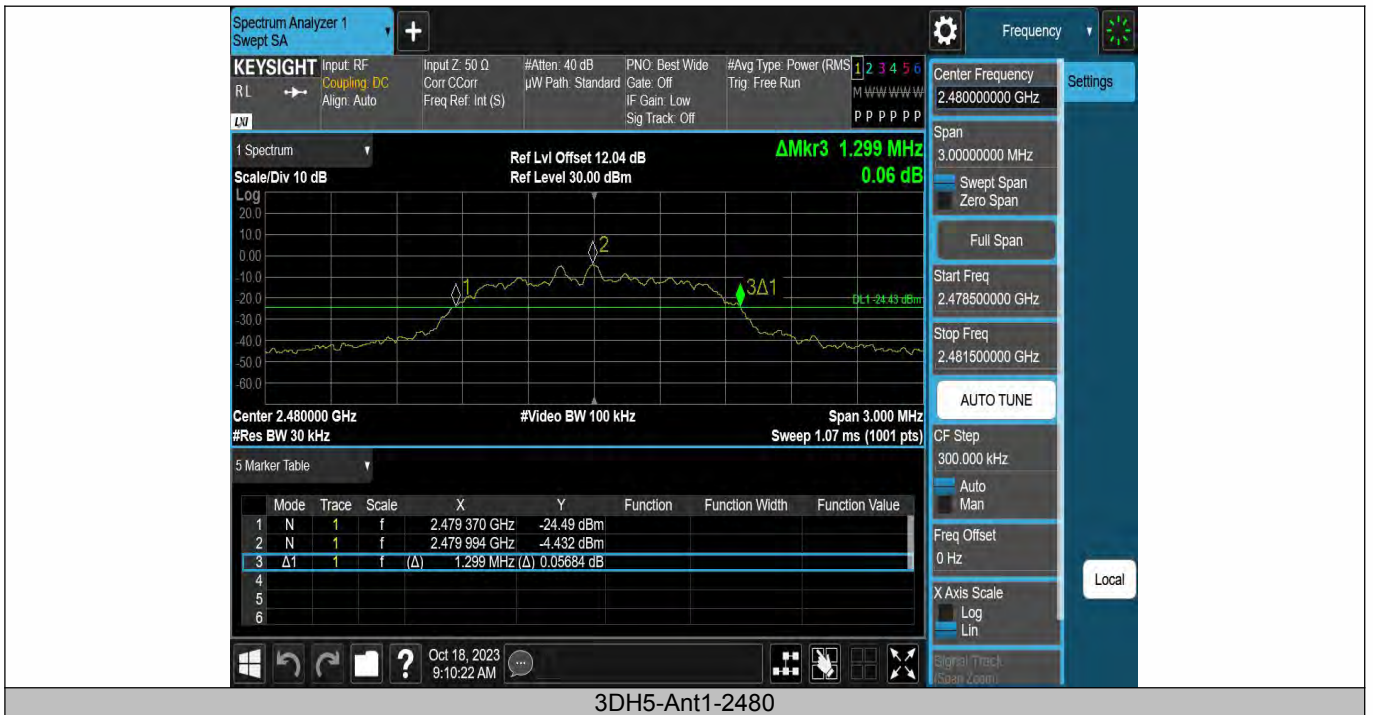 Spectrum Analyzer 1
Swept SA
+
Frequency
KEYSIGHT
RL
LXI
Input: RF
Coupling: DC
Align: Auto
Input Z: 50 Ω
Corr CCorr
Freq Ref: Int (S)
#Atten: 40 dB
µW Path: Standard
PNO: Best Wide
Gate: Off
IF Gain: Low
Sig Track: Off
#Avg Type: Power (RMS
Trig: Free Run
1 2 3 4 5 6
M W W W W W
P P P P P P
1 Spectrum
Scale/Div 10 dB
Ref Lvl Offset 12.04 dB
Ref Level 30.00 dBm
ΔMkr3 1.299 MHz
0.06 dB
Log
20.0
10.0
0.00
-10.0
-20.0
-30.0
-40.0
-50.0
-60.0
1
2
3Δ1
DL1 -24.43 dBm
Center 2.480000 GHz
#Res BW 30 kHz
#Video BW 100 kHz
Span 3.000 MHz
Sweep 1.07 ms (1001 pts)
5 Marker Table
Mode Trace Scale X Y Function Function Width Function Value
1 N 1 f 2.479 370 GHz -24.49 dBm
2 N 1 f 2.479 994 GHz -4.432 dBm
3 Δ1 1 f (Δ) 1.299 MHz (Δ) 0.05684 dB
4
5
6
?
Oct 18, 2023
9:10:22 AM
Center Frequency
2.480000000 GHz
Settings
Span
3.00000000 MHz
Swept Span
Zero Span
Full Span
Start Freq
2.478500000 GHz
Stop Freq
2.481500000 GHz
AUTO TUNE
CF Step
300.000 kHz
Auto
Man
Freq Offset
0 Hz
X Axis Scale
Log
Lin
Local
Signal Track
(Span Zoom)
3DH5-Ant1-2480